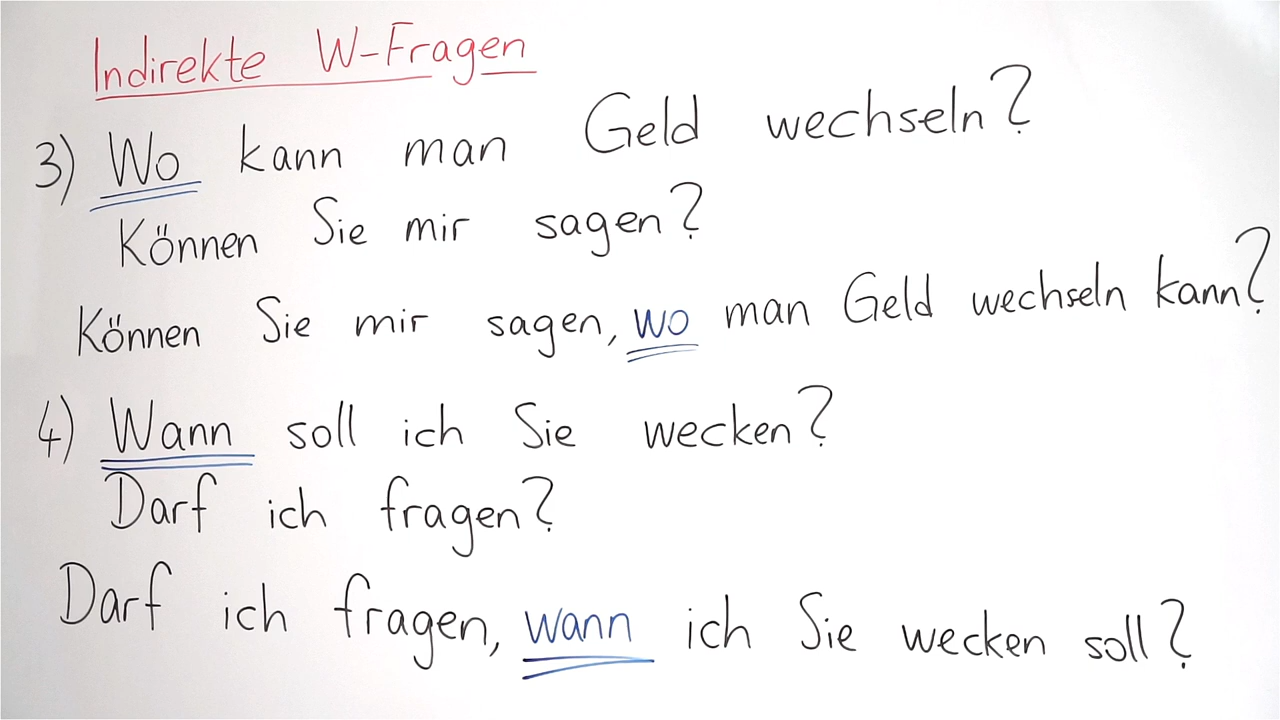 Indirekte W-Fragen
3) Wo kann man Geld wechseln?
Können Sie mir sagen?
Können Sie mir sagen, wo man Geld wechseln kann?
4) Wann soll ich Sie wecken?
Darf ich fragen?
Darf ich fragen, wann ich Sie wecken soll?